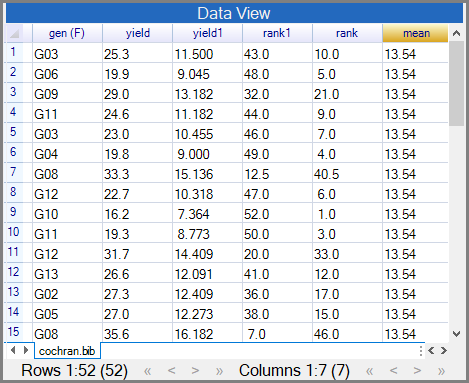 Data View
gen (F) yield yield1 rank1 rank mean
1 G03 25.3 11.500 43.0 10.0 13.54
2 G06 19.9 9.045 48.0 5.0 13.54
3 G09 29.0 13.182 32.0 21.0 13.54
4 G11 24.6 11.182 44.0 9.0 13.54
5 G03 23.0 10.455 46.0 7.0 13.54
6 G04 19.8 9.000 49.0 4.0 13.54
7 G08 33.3 15.136 12.5 40.5 13.54
8 G12 22.7 10.318 47.0 6.0 13.54
9 G10 16.2 7.364 52.0 1.0 13.54
10 G11 19.3 8.773 50.0 3.0 13.54
11 G12 31.7 14.409 20.0 33.0 13.54
12 G13 26.6 12.091 41.0 12.0 13.54
13 G02 27.3 12.409 36.0 17.0 13.54
14 G05 27.0 12.273 38.0 15.0 13.54
15 G08 35.6 16.182 7.0 46.0 13.54
cochran.bib
Rows 1:52 (52) « < > » Columns 1:7 (7) « < > »